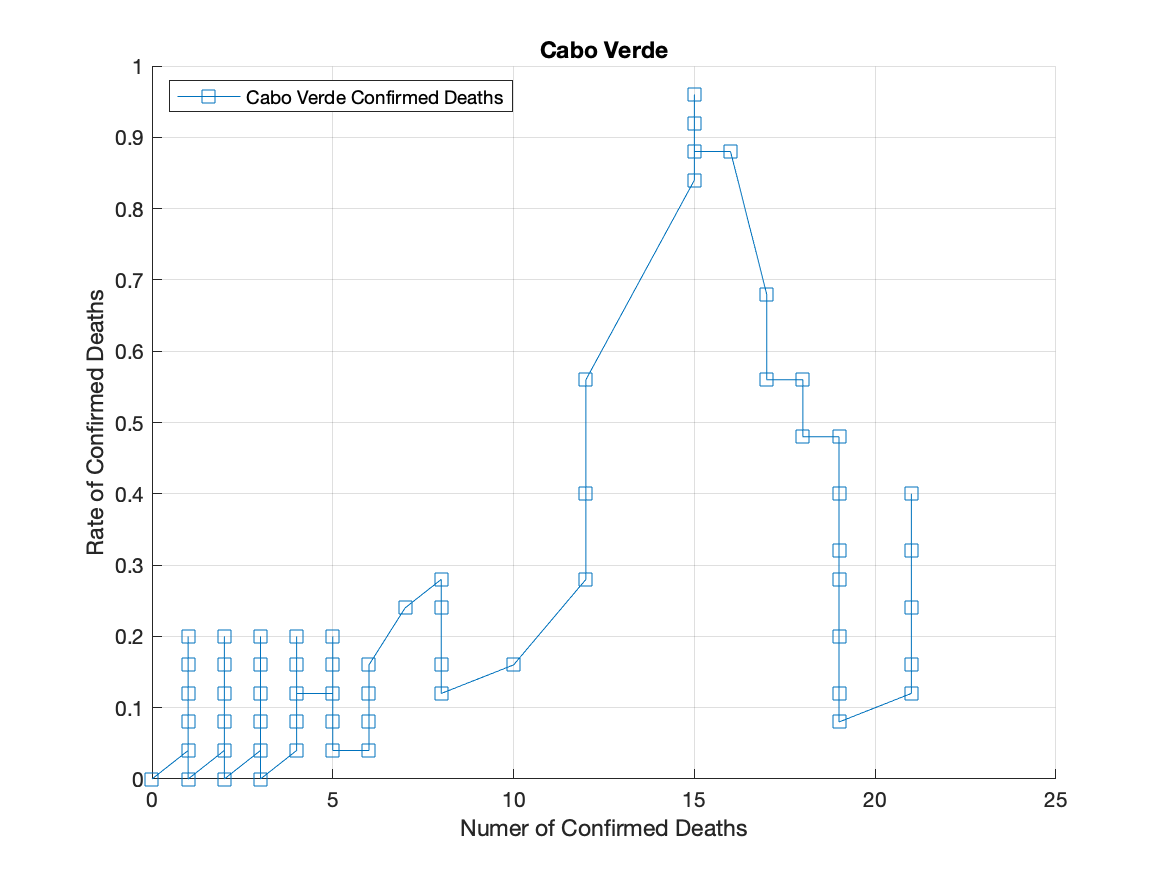 Cabo Verde
Cabo Verde Confirmed Deaths
1
0.9
0.8
0.7
0.6
0.5
0.4
0.3
0.2
0.1
0
Rate of Confirmed Deaths
0 5 10 15 20 25
Numer of Confirmed Deaths